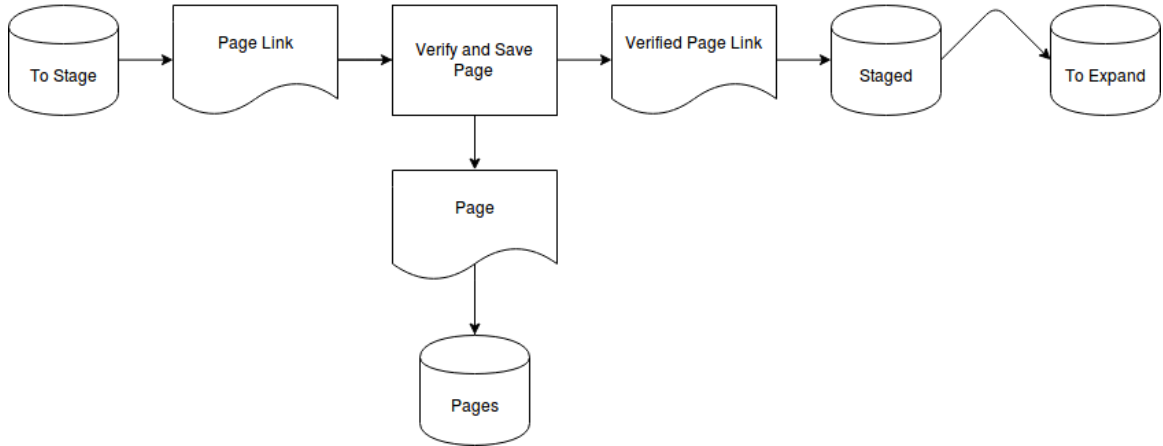 To Stage
Page Link
Verify and Save
Page
Verified Page Link
Staged
To Expand
Page
Pages